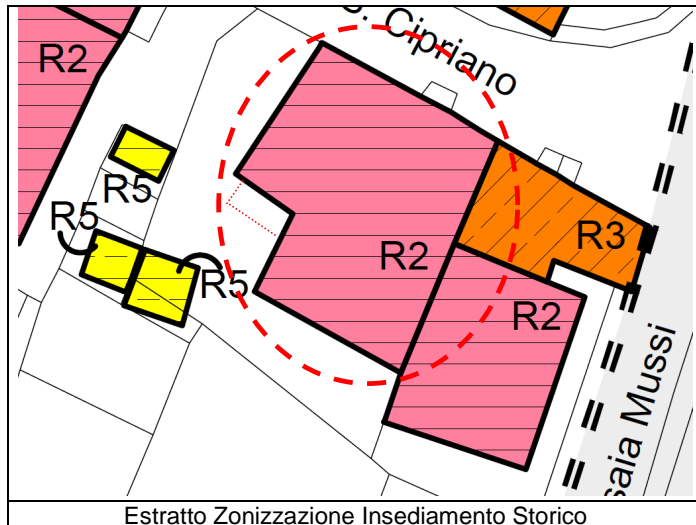 Cipriano
R2
R5
R5
R5
R2
R3
R2
saia Mussi
Estratto Zonizzazione Insediamento Storico